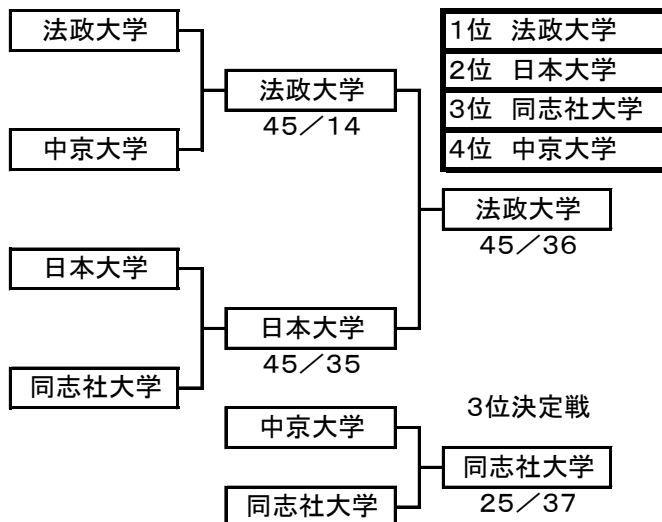 法政大学
中京大学
日本大学
同志社大学
法政大学
45／14
日本大学
45／35
法政大学
45／36
1位 法政大学
2位 日本大学
3位 同志社大学
4位 中京大学
3位決定戦
中京大学
同志社大学
同志社大学
25／37